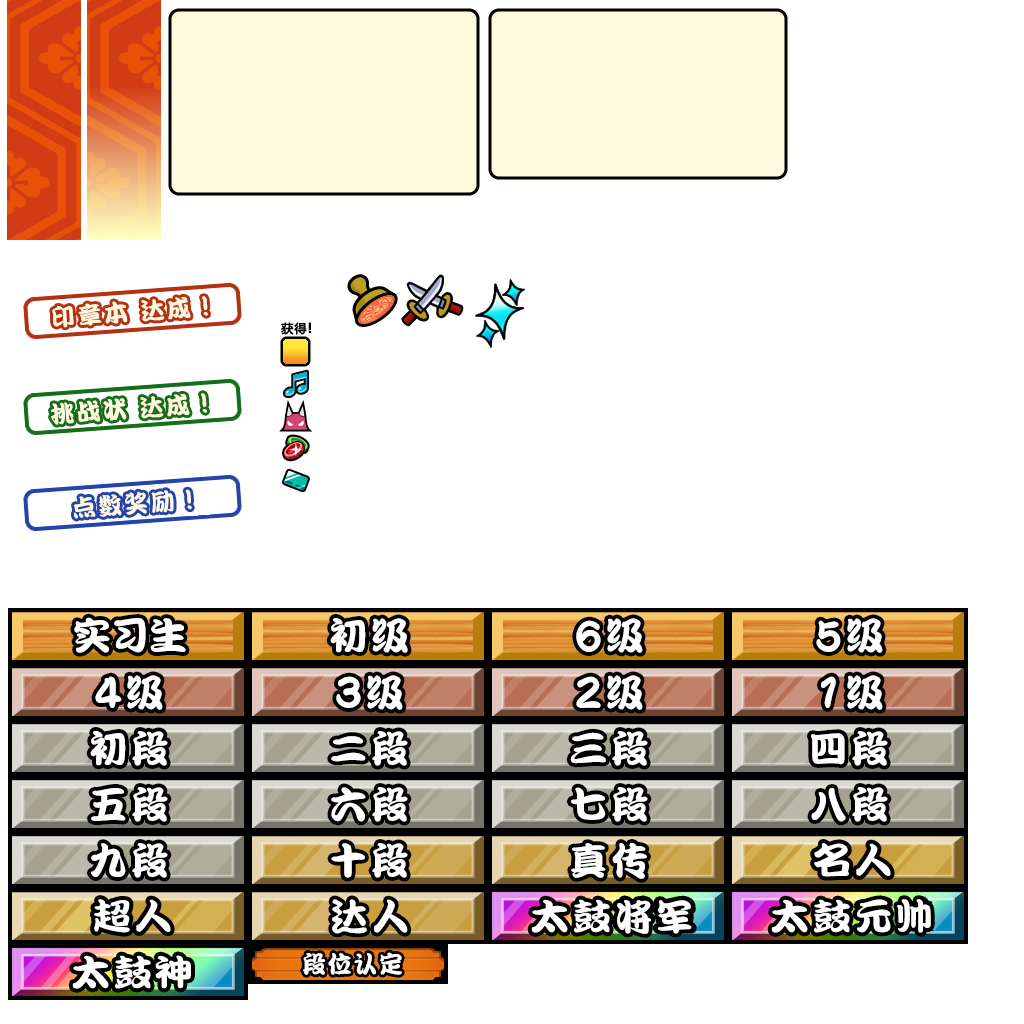 印章本 达成！
获得!
挑战状 达成！
点数奖励！
实习生
初级
6级
5级
4级
3级
2级
1级
初段
二段
三段
四段
五段
六段
七段
八段
九段
十段
真传
名人
超人
达人
太鼓将军
太鼓元帅
太鼓神
段位认定